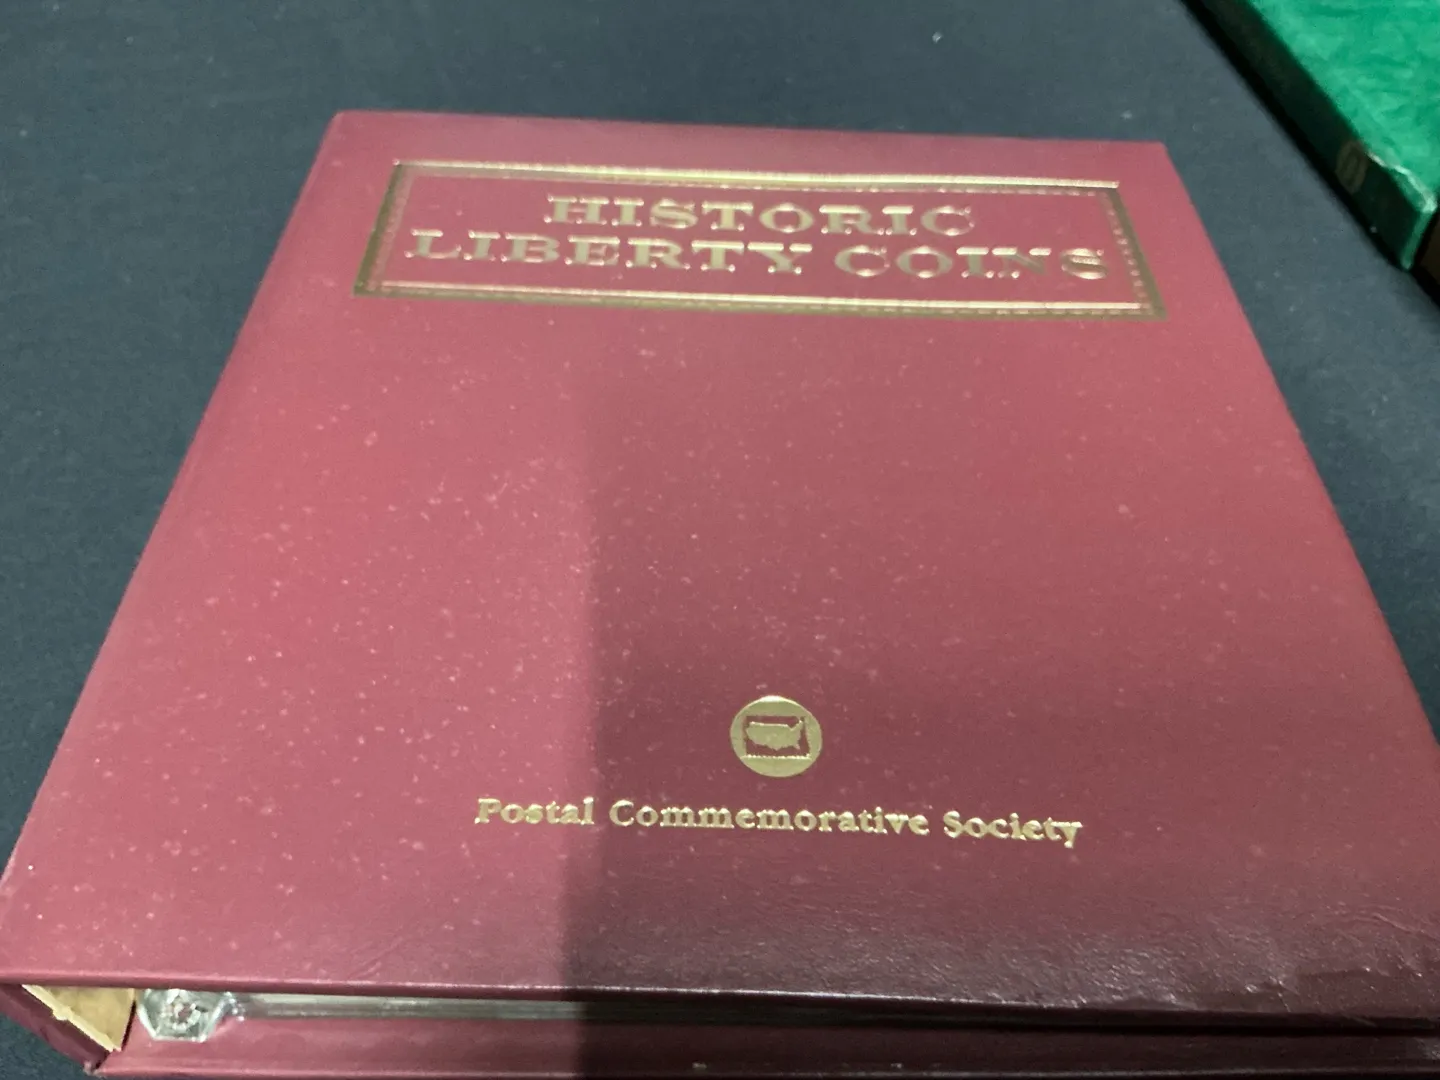 HISTORIC
LIBERTY COINS
Postal Commemorative Society